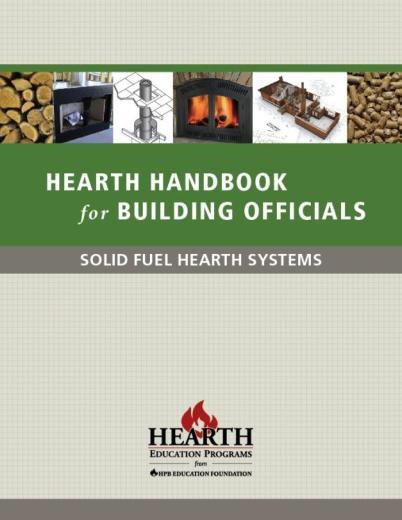 HEARTH HANDBOOK
for BUILDING OFFICIALS
SOLID FUEL HEARTH SYSTEMS
HEARTH
EDUCATION PROGRAMS
from
HPB EDUCATION FOUNDATION